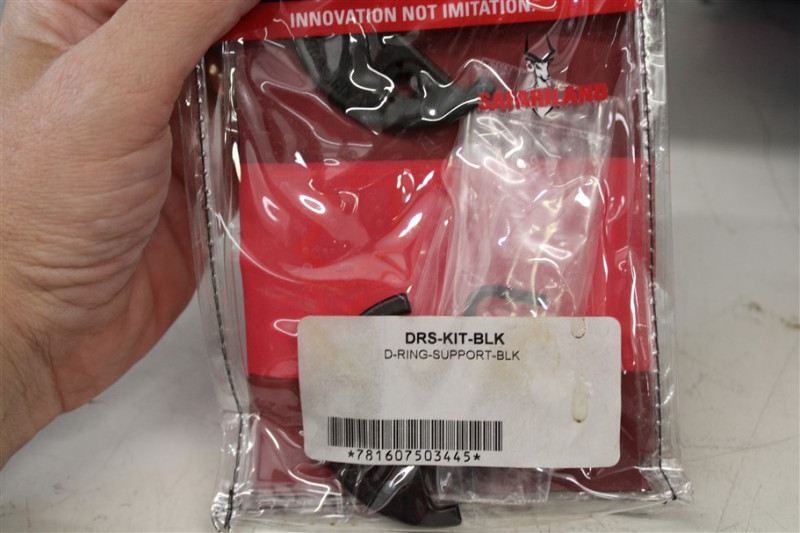 INNOVATION NOT IMITATION.
SAFARILAND
DRS-KIT-BLK
D-RING-SUPPORT-BLK
*781607503445*